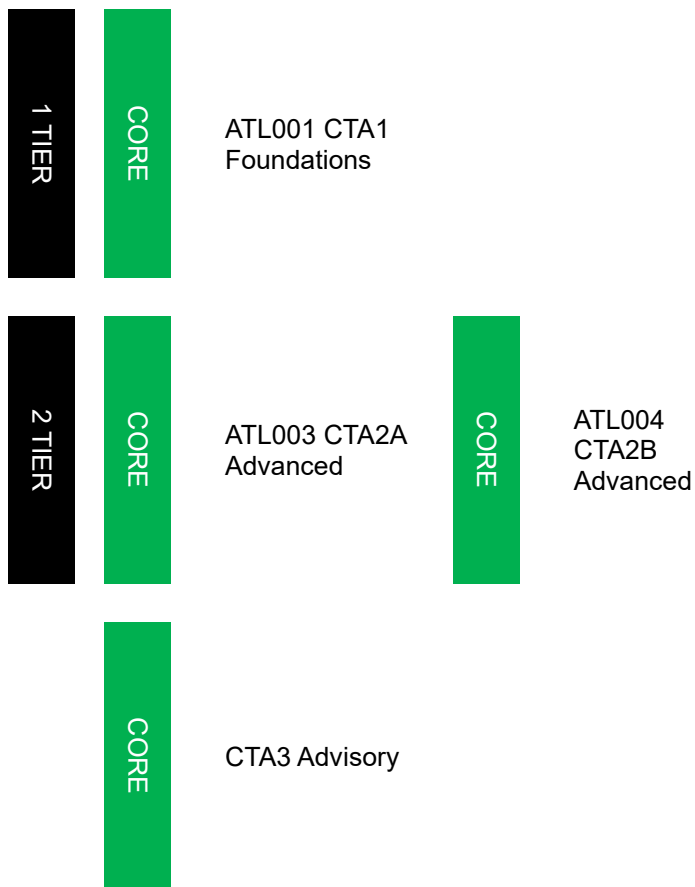 1 TIER
CORE
ATL001 CTA1
Foundations
2 TIER
CORE
ATL003 CTA2A
Advanced
CORE
ATL004
CTA2B
Advanced
CORE
CTA3 Advisory